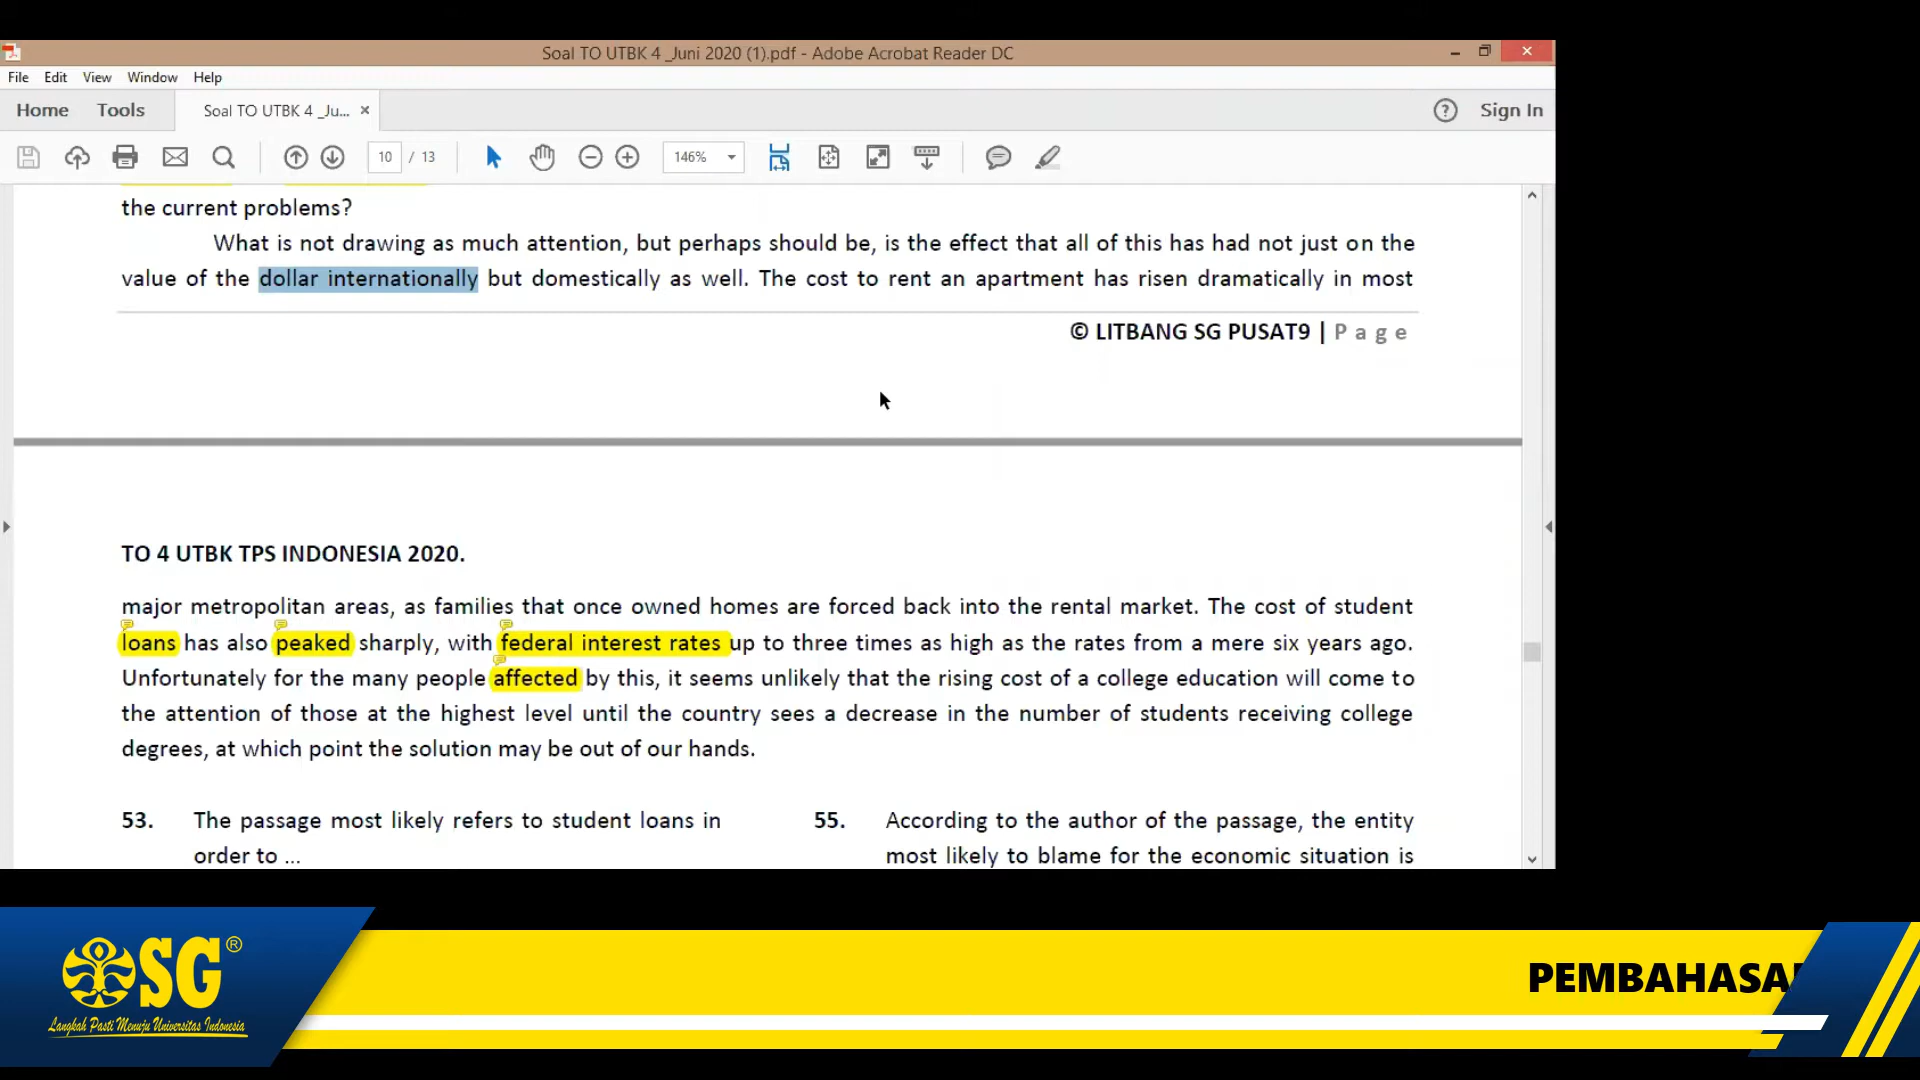 Soal TO UTBK 4 _Juni 2020 (1).pdf - Adobe Acrobat Reader DC
File Edit View Window Help
Home Tools Soal TO UTBK 4 _Ju... × Sign In
10 / 13 146%
the current problems?
What is not drawing as much attention, but perhaps should be, is the effect that all of this has had not just on the
value of the dollar internationally but domestically as well. The cost to rent an apartment has risen dramatically in most
© LITBANG SG PUSAT9 | P a g e
TO 4 UTBK TPS INDONESIA 2020.
major metropolitan areas, as families that once owned homes are forced back into the rental market. The cost of student
loans has also peaked sharply, with federal interest rates up to three times as high as the rates from a mere six years ago.
Unfortunately for the many people affected by this, it seems unlikely that the rising cost of a college education will come to
the attention of those at the highest level until the country sees a decrease in the number of students receiving college
degrees, at which point the solution may be out of our hands.
53. The passage most likely refers to student loans in
order to ...
55. According to the author of the passage, the entity
most likely to blame for the economic situation is
SG®
Langkah Pasti Menuju Universitas Indonesia
PEMBAHASA